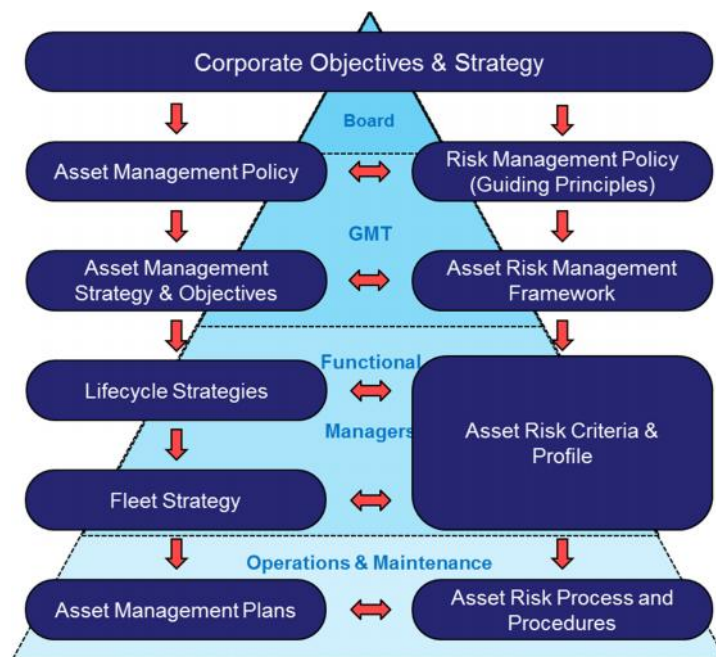 Corporate Objectives & Strategy
Board
Asset Management Policy
Risk Management Policy
(Guiding Principles)
GMT
Asset Management
Strategy & Objectives
Asset Risk Management
Framework
Functional
Lifecycle Strategies
Managers
Asset Risk Criteria &
Profile
Fleet Strategy
Operations & Maintenance
Asset Management Plans
Asset Risk Process and
Procedures